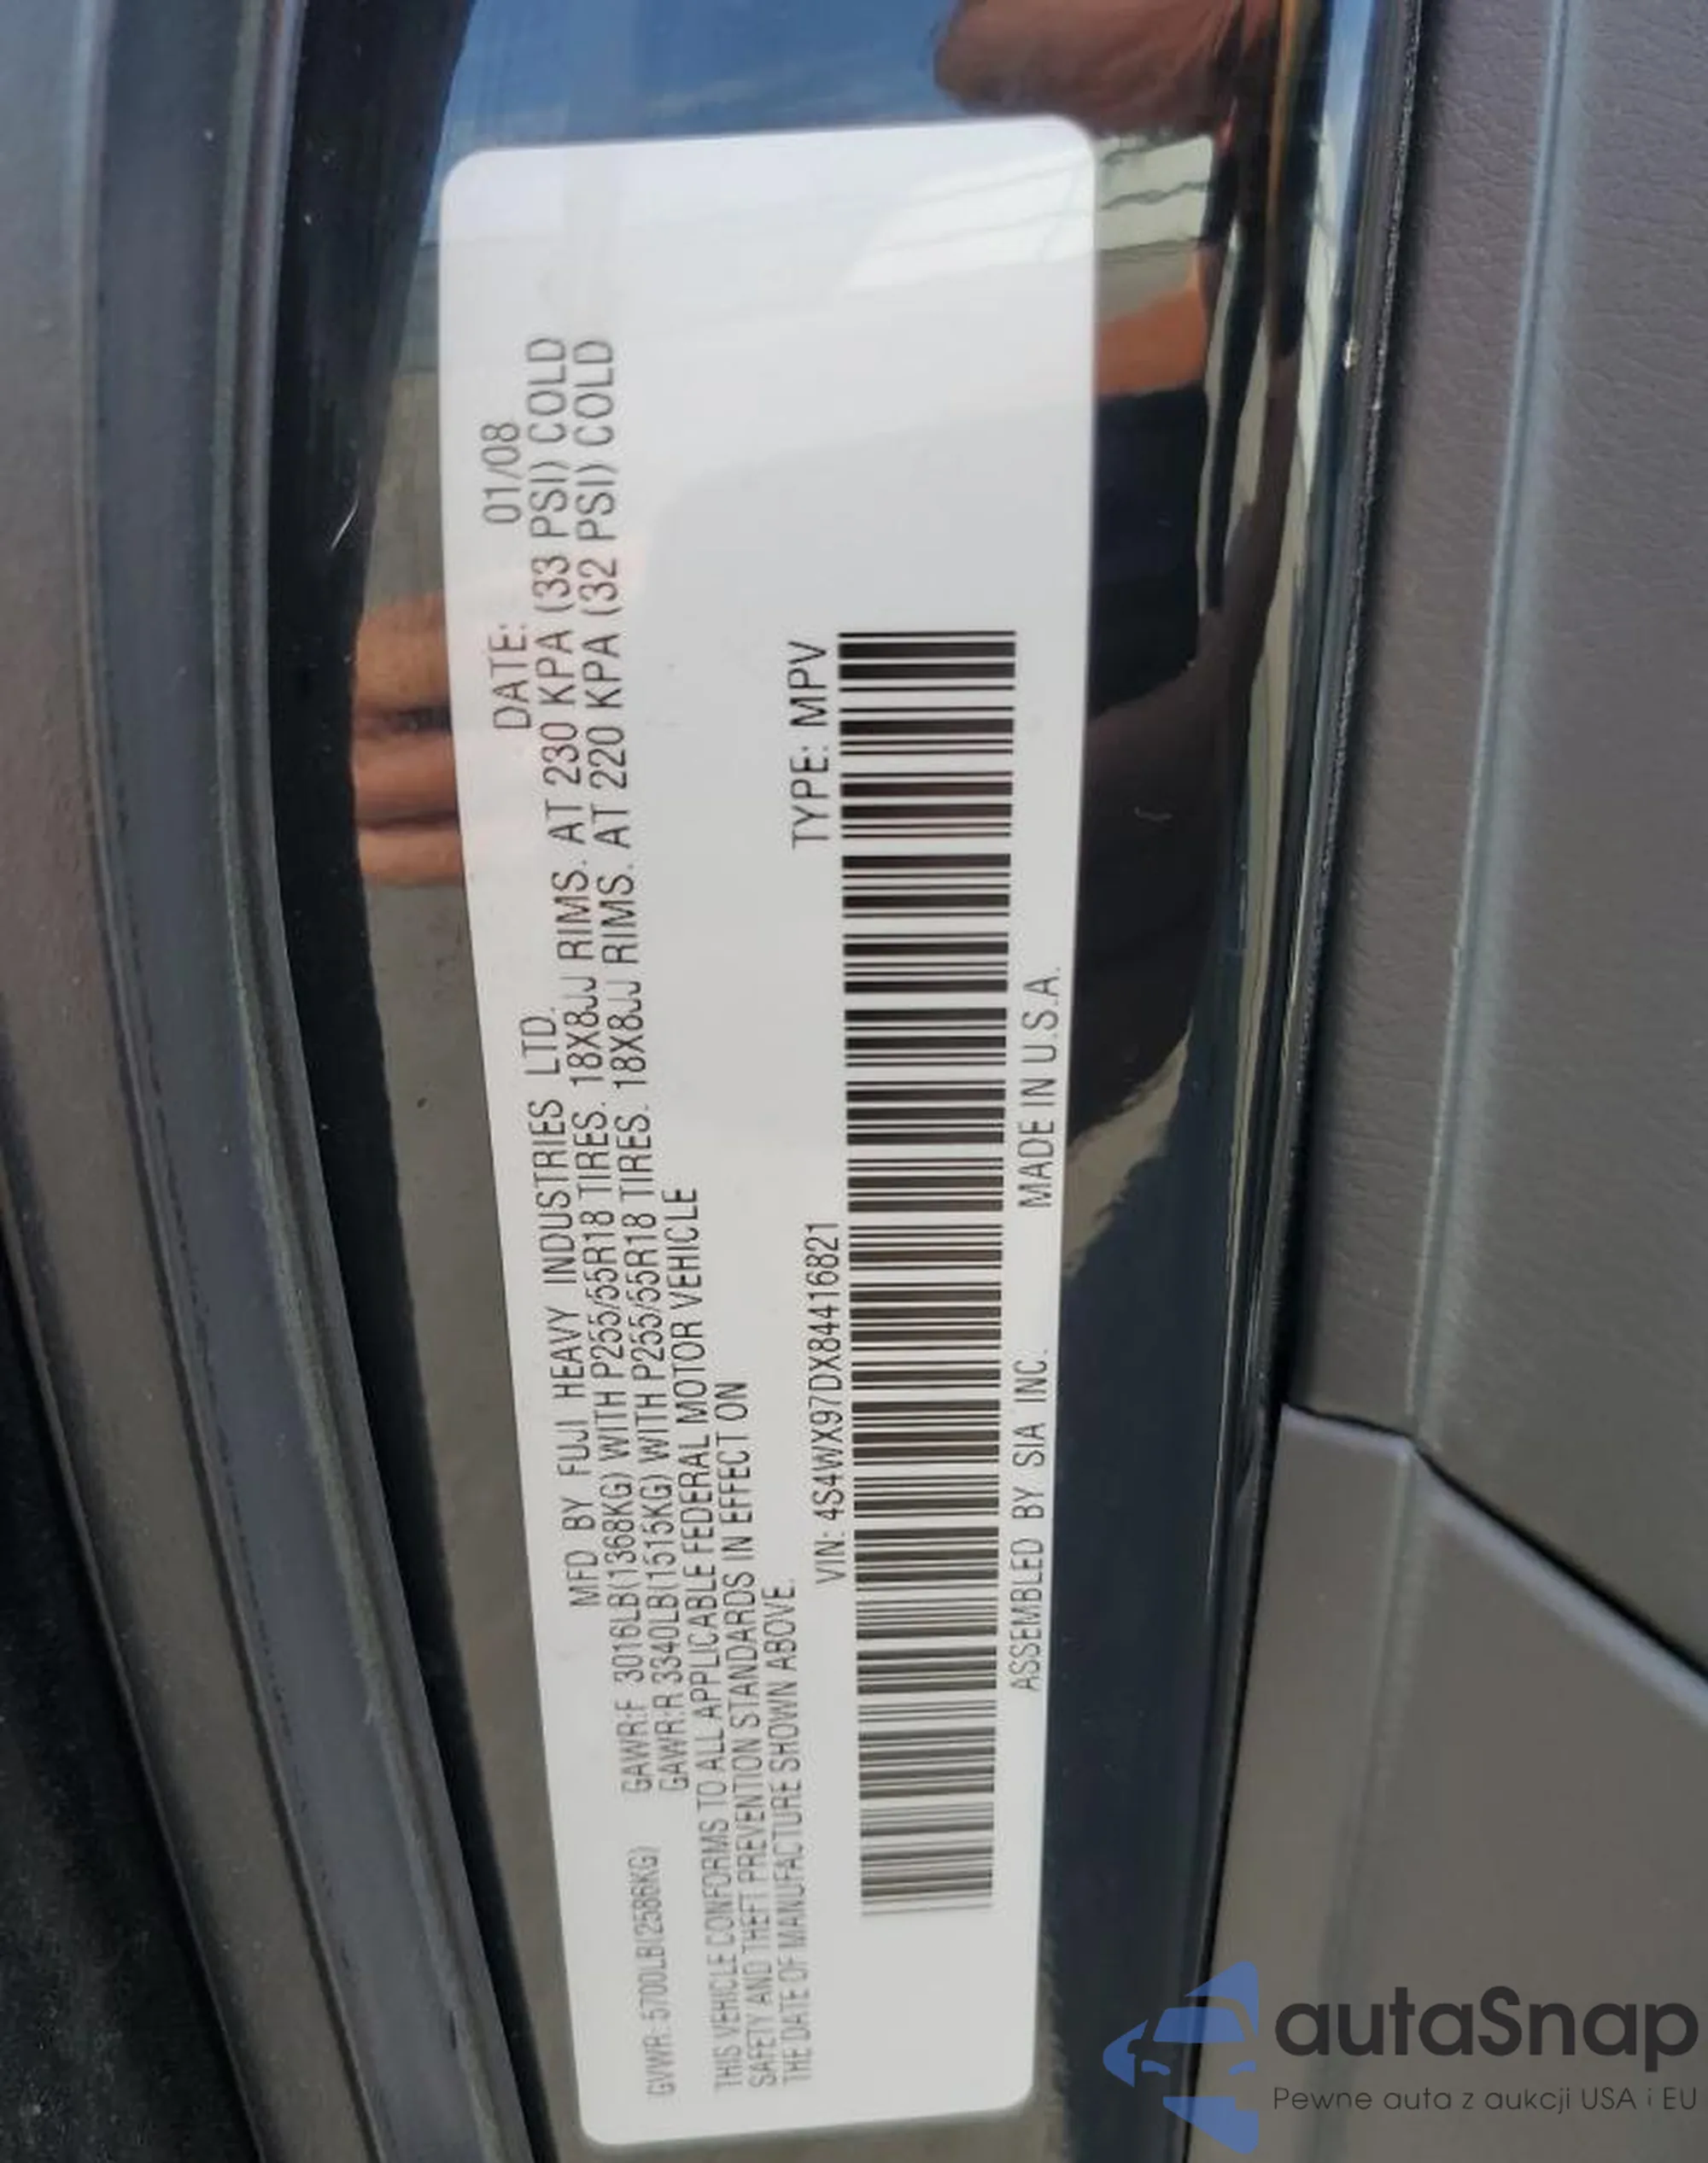 MFD BY FUJI HEAVY INDUSTRIES LTD. DATE: 01/08
GVWR: 5700LB(2586KG) GAWR:F 3016LB(1368KG) WITH P255/55R18 TIRES. 18X8JJ RIMS. AT 230 KPA (33 PSI) COLD
GAWR:R 3340LB(1515KG) WITH P255/55R18 TIRES. 18X8JJ RIMS. AT 220 KPA (32 PSI) COLD
THIS VEHICLE CONFORMS TO ALL APPLICABLE FEDERAL MOTOR VEHICLE
SAFETY AND THEFT PREVENTION STANDARDS IN EFFECT ON
THE DATE OF MANUFACTURE SHOWN ABOVE.
VIN: 4S4WX97DX84416821 TYPE: MPV
ASSEMBLED BY SIA INC. MADE IN U.S.A.
autaSnap
Pewne auta z aukcji USA i EU